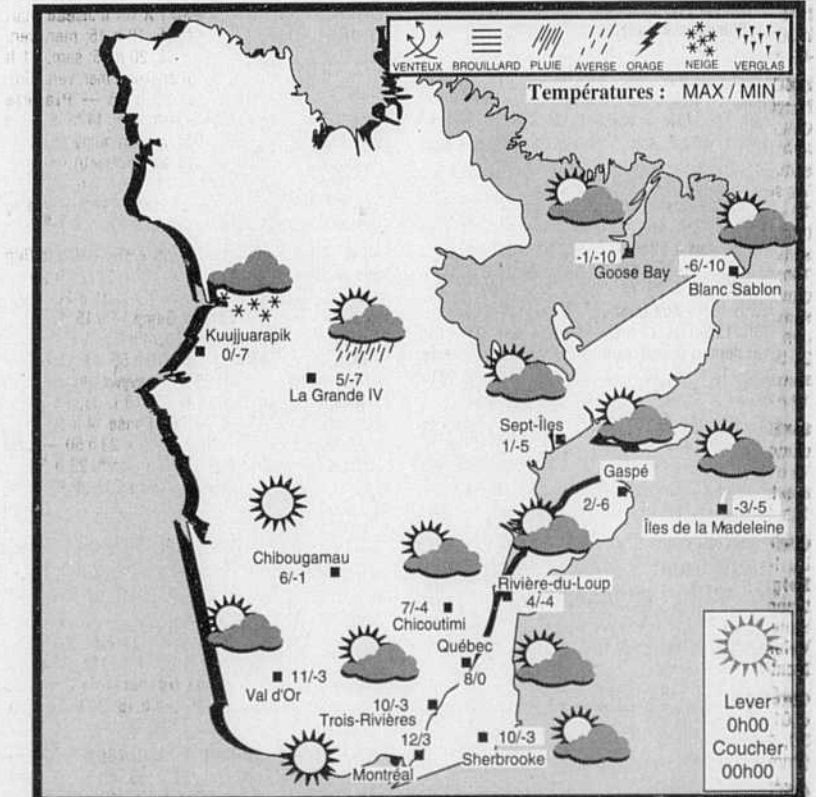 VENTEUX BROUILLARD PLUIE AVERSE ORAGE NEIGE VERGLAS
Températures : MAX / MIN
-1/-10
Goose Bay
-6/-10
Blanc Sablon
Kuujjuarapik
0/-7
5/-7
La Grande IV
Sept-Îles
1/-5
Gaspé
2/-6
-3/-5
Îles de la Madeleine
Chibougamau
6/-1
Rivière-du-Loup
4/-4
7/-4
Chicoutimi
Québec
8/0
11/-3
Val d'Or
10/-3
Trois-Rivières
12/3
Montréal
10/-3
Sherbrooke
Lever
0h00
Coucher
00h00